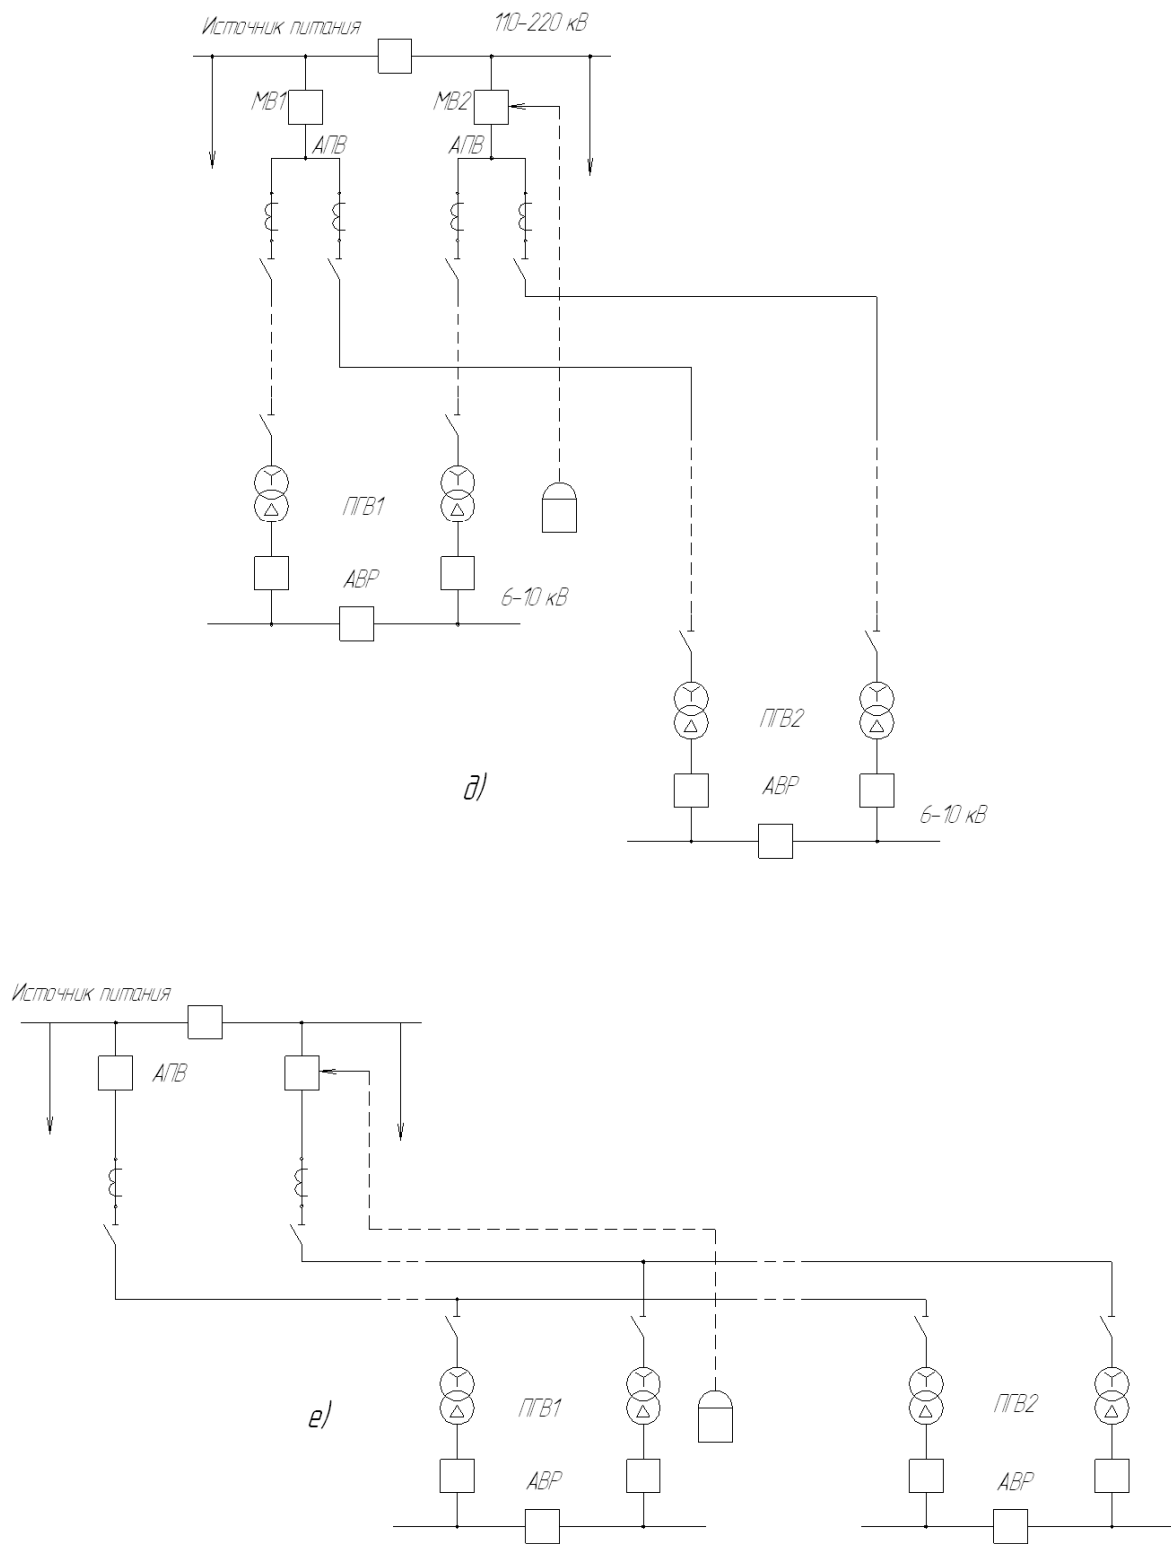 Источник питания 110-220 кВ
МВ1 МВ2
АПВ АПВ
ПГВ1
АВР
6-10 кВ
ПГВ2
д)
АВР
6-10 кВ
Источник питания
АПВ
е)
ПГВ1 ПГВ2
АВР АВР